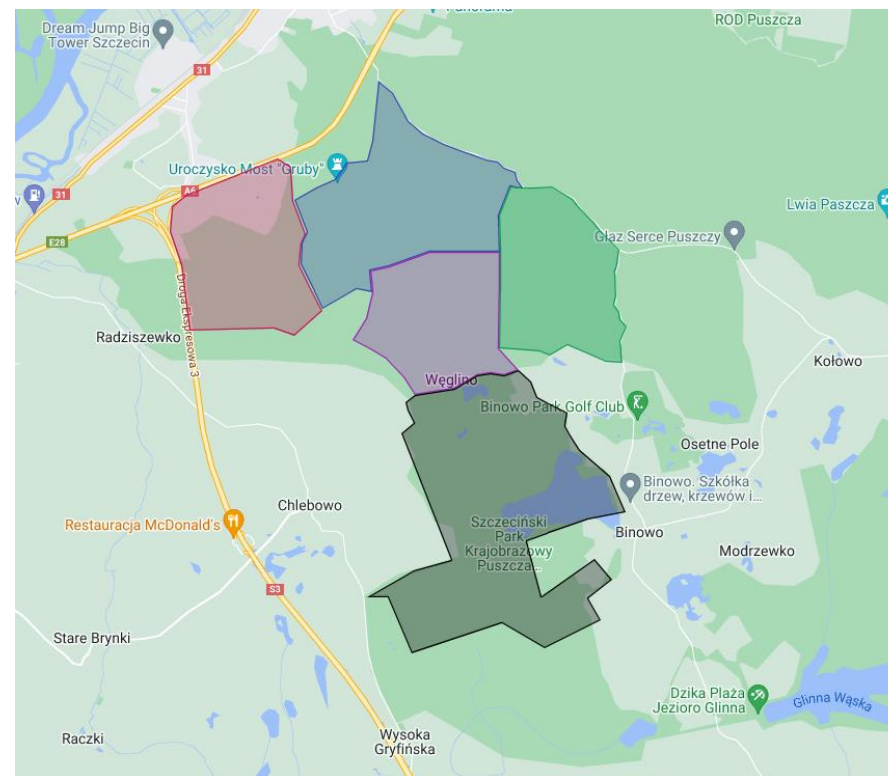 Panorama
ROD Puszcza
Dream Jump Big
Tower Szczecin
31
Uroczysko Most "Gruby"
31
A6
Lwia Paszcza
E28
Głaz Serce Puszczy
Droga Ekspresowa 3
Radziszewko
Kołowo
Węglino
Binowo Park Golf Club
Osetne Pole
Binowo. Szkółka
drzew, krzewów i...
Chlebowo
Restauracja McDonald's
Szczeciński
Park
Krajobrazowy
Puszcza...
Binowo
Modrzewko
S3
Stare Brynki
Dzika Plaża
Jezioro Glinna
Glinna Wąska
Raczki
Wysoka
Gryfińska